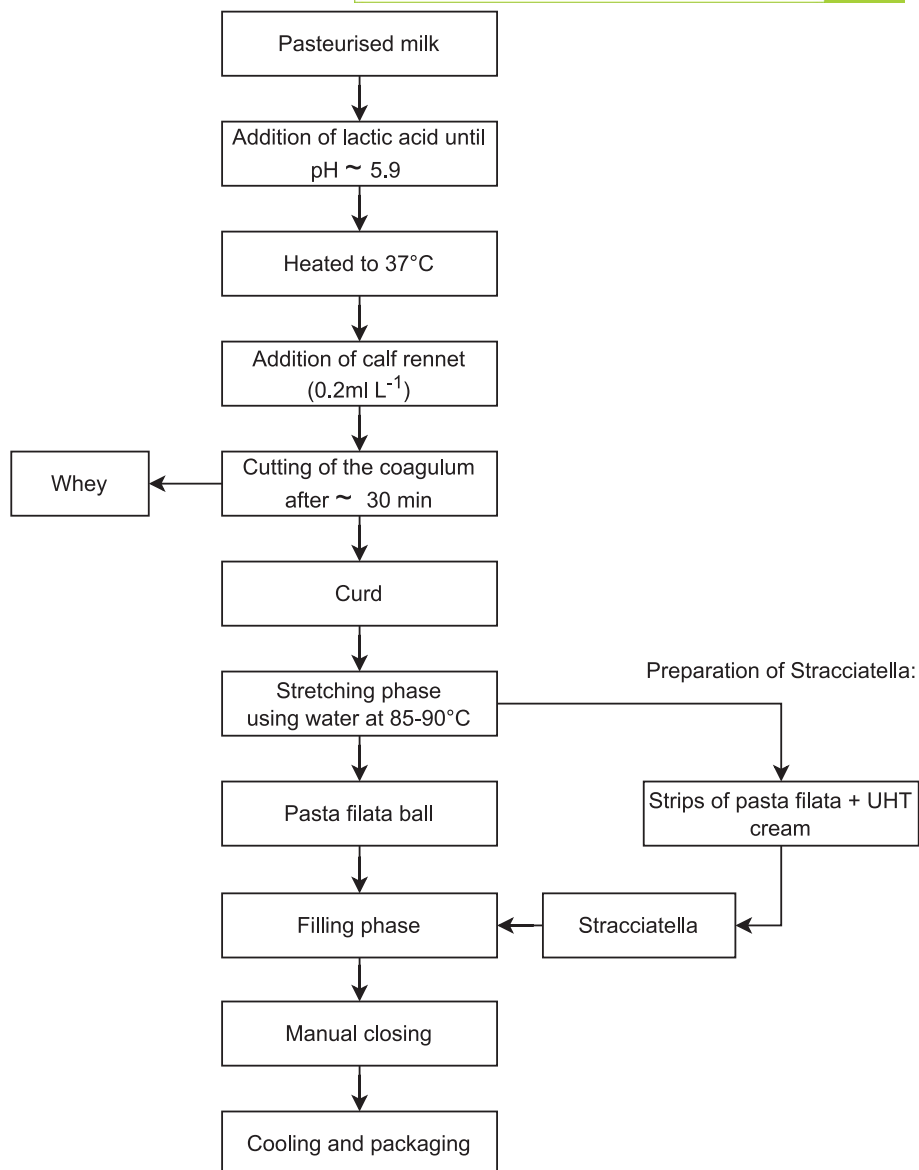 Pasteurised milk
Addition of lactic acid until
pH ~ 5.9
Heated to 37°C
Addition of calf rennet
(0.2ml L⁻¹)
Whey
Cutting of the coagulum
after ~ 30 min
Curd
Preparation of Stracciatella:
Stretching phase
using water at 85-90°C
Strips of pasta filata + UHT
cream
Pasta filata ball
Filling phase
Stracciatella
Manual closing
Cooling and packaging